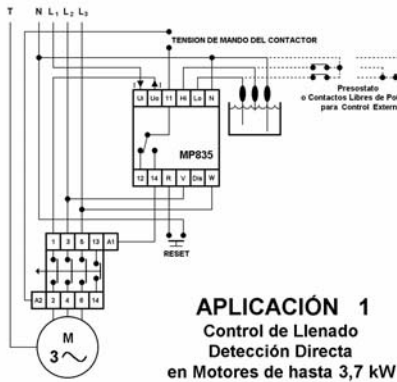 T N L1 L2 L3
TENSION DE MANDO DEL CONTACTOR
Ui Uo 11 Hi Lo N
Presostato
o Contactos Libres de Po
para Control Extern
MP835
12 14 R V Dis W
1 3 5 13 A1
RESET
A2 2 4 6 14
M
3
APLICACIÓN 1
Control de Llenado
Detección Directa
en Motores de hasta 3,7 kW